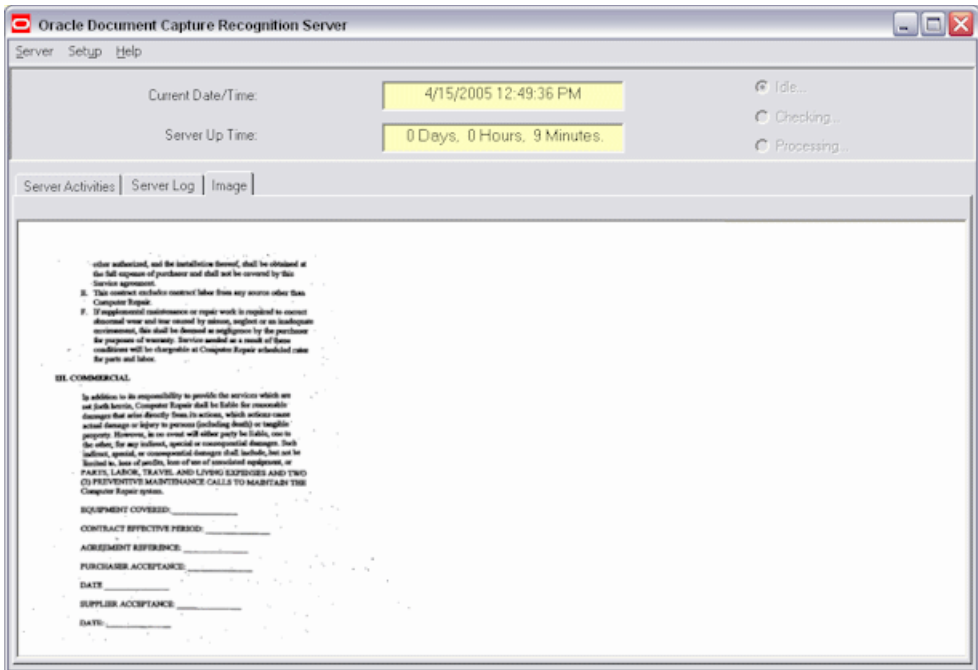 Oracle Document Capture Recognition Server
Server Setup Help
Current Date/Time:
4/15/2005 12:49:36 PM
Idle...
Checking...
Server Up Time:
0 Days, 0 Hours, 9 Minutes.
Processing...
Server Activities
Server Log
Image
other authorized, and the installation thereof, shall be obtained at
the full expense of purchaser and shall not be covered by this
Service agreement.
E. This contract excludes contract labor from any source other than
Computer Repair.
F. If supplemental maintenance or repair work is required to correct
abnormal wear and tear caused by misuse, neglect or an inadequate
environment, this shall be deemed as negligence by the purchaser
for purposes of warranty. Service needed as a result of these
conditions will be chargeable at Computer Repair scheduled rates
for parts and labor.
III. COMMERCIAL
In addition to its responsibility to provide the services which are
set forth herein, Computer Repair shall be liable for reasonable
damages that arise directly from its actions, which actions cause
actual damage or injury to persons (including death) or tangible
property. However, in no event will either party be liable, one to
the other, for any indirect, special or consequential damages. Such
indirect, special, or consequential damages shall include, but not be
limited to, loss of profits, loss of use of associated equipment, or
PARTS, LABOR, TRAVEL AND LIVING EXPENSES AND TWO
(2) PREVENTIVE MAINTENANCE CALLS TO MAINTAIN THE
Computer Repair system.
EQUIPMENT COVERED:
CONTRACT EFFECTIVE PERIOD:
AGREEMENT REFERENCE:
PURCHASER ACCEPTANCE:
DATE
SUPPLIER ACCEPTANCE:
DATE: